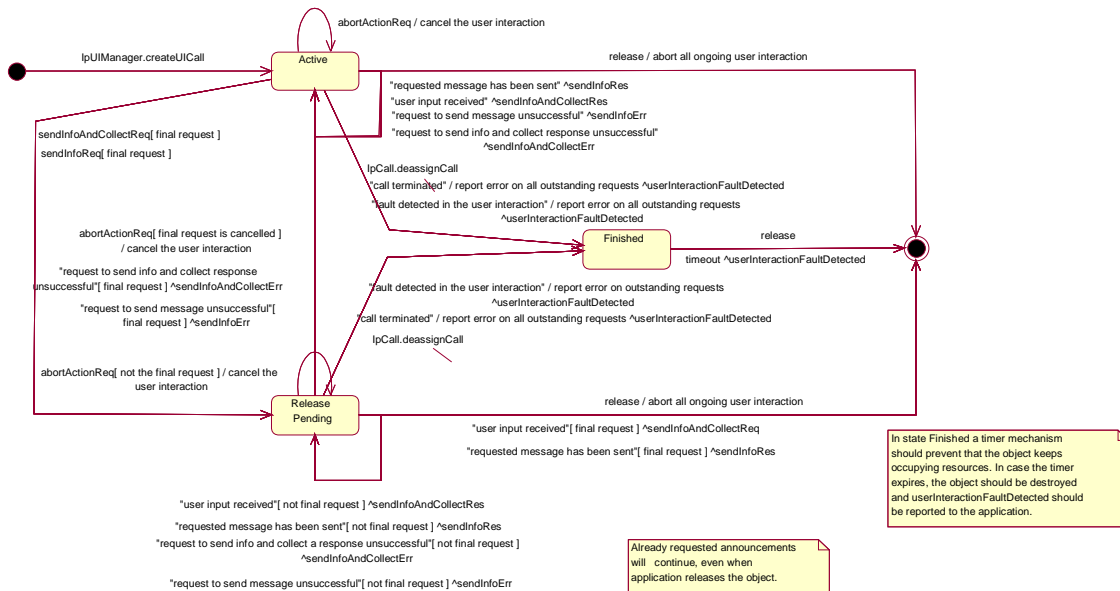 abortActionReq / cancel the user interaction
IpUIManager.createUICall
Active
release / abort all ongoing user interaction
"requested message has been sent" ^sendInfoRes
"user input received" ^sendInfoAndCollectRes
"request to send message unsuccessful" ^sendInfoErr
"request to send info and collect response unsuccessful"
^sendInfoAndCollectErr
sendInfoAndCollectReq[ final request ]
sendInfoReq[ final request ]
IpCall.deassignCall
"call terminated" / report error on all outstanding requests ^userInteractionFaultDetected
"fault detected in the user interaction" / report error on all outstanding requests
^userInteractionFaultDetected
abortActionReq[ final request is cancelled ]
/ cancel the user interaction
"request to send info and collect response
unsuccessful"[ final request ] ^sendInfoAndCollectErr
"request to send message unsuccessful"[
final request ] ^sendInfoErr
Finished
release
timeout ^userInteractionFaultDetected
"fault detected in the user interaction" / report error on all outstanding requests
^userInteractionFaultDetected
"call terminated" / report error on all outstanding requests ^userInteractionFaultDetected
IpCall.deassignCall
abortActionReq[ not the final request ] / cancel the
user interaction
Release
Pending
release / abort all ongoing user interaction
"user input received"[ final request ] ^sendInfoAndCollectReq
"requested message has been sent"[ final request ] ^sendInfoRes
In state Finished a timer mechanism
should prevent that the object keeps
occupying resources. In case the timer
expires, the object should be destroyed
and userInteractionFaultDetected should
be reported to the application.
"user input received"[ not final request ] ^sendInfoAndCollectRes
"requested message has been sent"[ not final request ] ^sendInfoRes
"request to send info and collect a response unsuccessful"[ not final request ]
^sendInfoAndCollectErr
"request to send message unsuccessful"[ not final request ] ^sendInfoErr
Already requested announcements
will continue, even when
application releases the object.